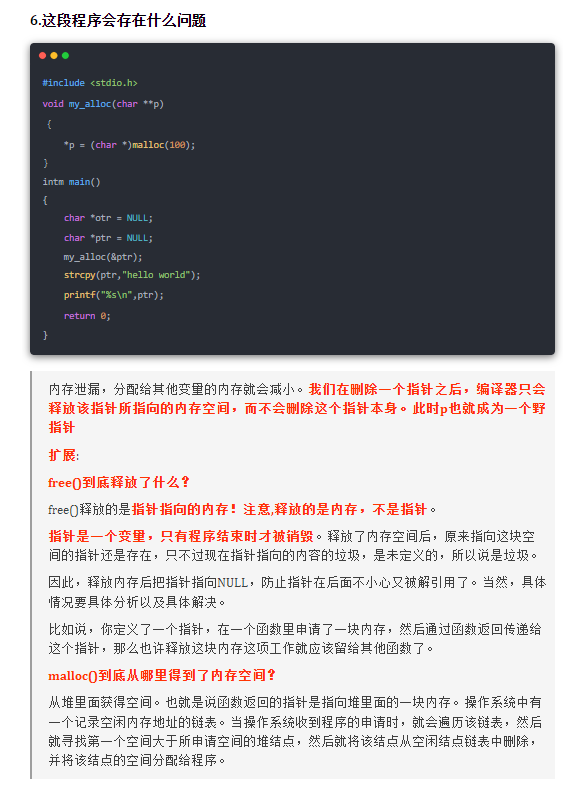 6.这段程序会存在什么问题
#include <stdio.h>
void my_alloc(char **p)
{
*p = (char *)malloc(100);
}
intm main()
{
char *otr = NULL;
char *ptr = NULL;
my_alloc(&ptr);
strcpy(ptr,"hello world");
printf("%s\n",ptr);
return 0;
}
内存泄漏，分配给其他变量的内存就会减小。我们在删除一个指针之后，编译器只会
释放该指针所指向的内存空间，而不会删除这个指针本身。此时p也就成为一个野
指针
扩展:
free()到底释放了什么？
free()释放的是指针指向的内存！注意,释放的是内存，不是指针。
指针是一个变量，只有程序结束时才被销毁。释放了内存空间后，原来指向这块空
间的指针还是存在，只不过现在指针指向的内容的垃圾，是未定义的，所以说是垃圾。
因此，释放内存后把指针指向NULL，防止指针在后面不小心又被解引用了。当然，具体
情况要具体分析以及具体解决。
比如说，你定义了一个指针，在一个函数里申请了一块内存，然后通过函数返回传递给
这个指针，那么也许释放这块内存这项工作就应该留给其他函数了。
malloc()到底从哪里得到了内存空间？
从堆里面获得空间。也就是说函数返回的指针是指向堆里面的一块内存。操作系统中有
一个记录空闲内存地址的链表。当操作系统收到程序的申请时，就会遍历该链表，然后
就寻找第一个空间大于所申请空间的堆结点，然后就将该结点从空闲结点链表中删除，
并将该结点的空间分配给程序。